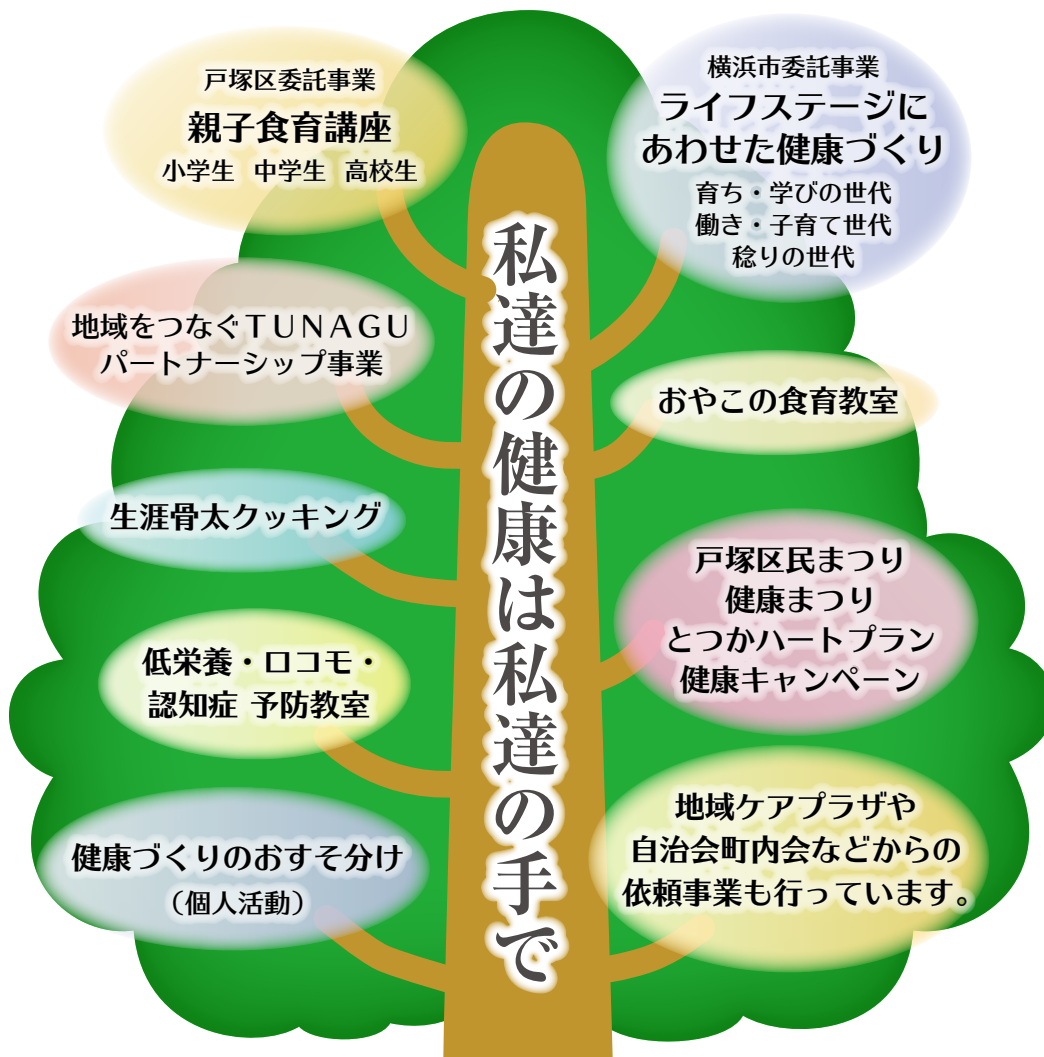 戸塚区委託事業
親子食育講座
小学生 中学生 高校生
地域をつなぐTUNAGU
パートナーシップ事業
生涯骨太クッキング
低栄養・ロコモ・
認知症 予防教室
健康づくりのおすそ分け
（個人活動）
私達の健康は私達の手で
横浜市委託事業
ライフステージに
あわせた健康づくり
育ち・学びの世代
働き・子育て世代
稔りの世代
おやこの食育教室
戸塚区民まつり
健康まつり
とつかハートプラン
健康キャンペーン
地域ケアプラザや
自治会町内会などからの
依頼事業も行っています。